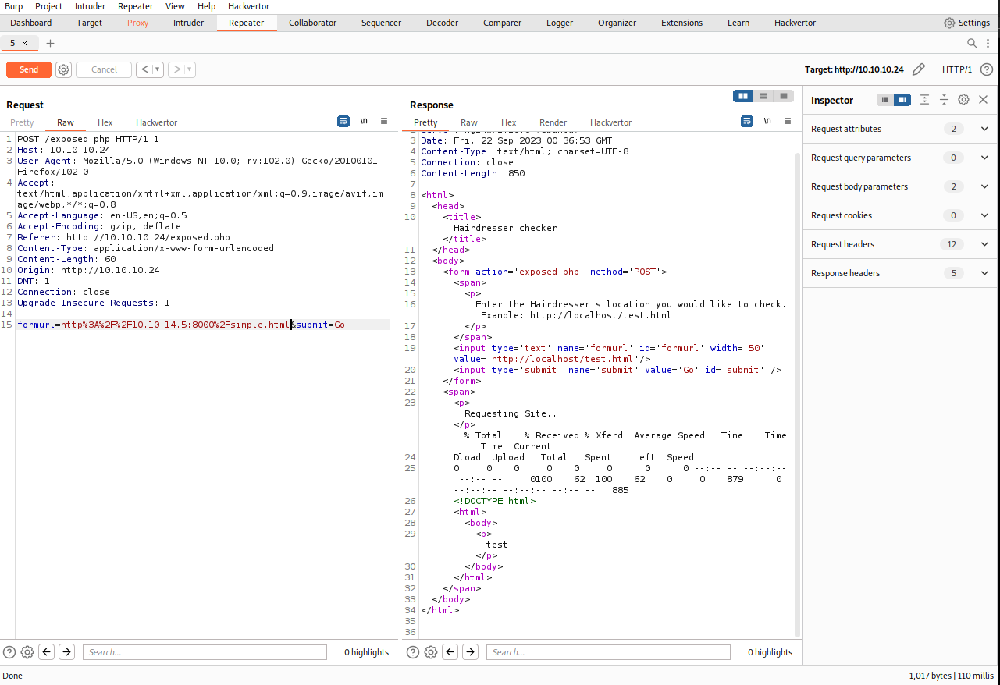 Burp Project Intruder Repeater View Help Hackvertor
Dashboard Target Proxy Intruder Repeater Collaborator Sequencer Decoder Comparer Logger Organizer Extensions Learn Hackvertor Settings
5 × +
Send Cancel < > Target: http://10.10.10.24 HTTP/1 ?
Request
Pretty Raw Hex Hackvertor \n
1 POST /exposed.php HTTP/1.1
2 Host: 10.10.10.24
3 User-Agent: Mozilla/5.0 (Windows NT 10.0; rv:102.0) Gecko/20100101
Firefox/102.0
4 Accept:
text/html,application/xhtml+xml,application/xml;q=0.9,image/avif,im
age/webp,*/*;q=0.8
5 Accept-Language: en-US,en;q=0.5
6 Accept-Encoding: gzip, deflate
7 Referer: http://10.10.10.24/exposed.php
8 Content-Type: application/x-www-form-urlencoded
9 Content-Length: 60
10 Origin: http://10.10.10.24
11 DNT: 1
12 Connection: close
13 Upgrade-Insecure-Requests: 1
14
15 formurl=http%3A%2F%2F10.10.14.5:8000%2Fsimple.html&submit=Go
? Search... 0 highlights
Response
Pretty Raw Hex Render Hackvertor \n
3 Date: Fri, 22 Sep 2023 00:36:53 GMT
4 Content-Type: text/html; charset=UTF-8
5 Connection: close
6 Content-Length: 850
7
8 <html>
9 <head>
10 <title>
Hairdresser checker
</title>
11 </head>
12 <body>
13 <form action='exposed.php' method='POST'>
14 <span>
15 <p>
16 Enter the Hairdresser's location you would like to check.
Example: http://localhost/test.html
17 </p>
18 </span>
19 <input type='text' name='formurl' id='formurl' width='50'
value='http://localhost/test.html'/>
20 <input type='submit' name='submit' value='Go' id='submit' />
21 </form>
22 <span>
23 <p>
Requesting Site...
</p>
% Total % Received % Xferd Average Speed Time Time
Time Current
24 Dload Upload Total Spent Left Speed
25 0 0 0 0 0 0 0 0 --:--:-- --:--:--
--:--:-- 0100 62 100 62 0 0 879 0
--:--:-- --:--:-- --:--:-- 885
26 <!DOCTYPE html>
27 <html>
28 <body>
29 <p>
test
</p>
30 </body>
31 </html>
32 </span>
33 </body>
34 </html>
35
36
? Search... 0 highlights
Inspector
Request attributes 2
Request query parameters 0
Request body parameters 2
Request cookies 0
Request headers 12
Response headers 5
Done 1,017 bytes | 110 millis